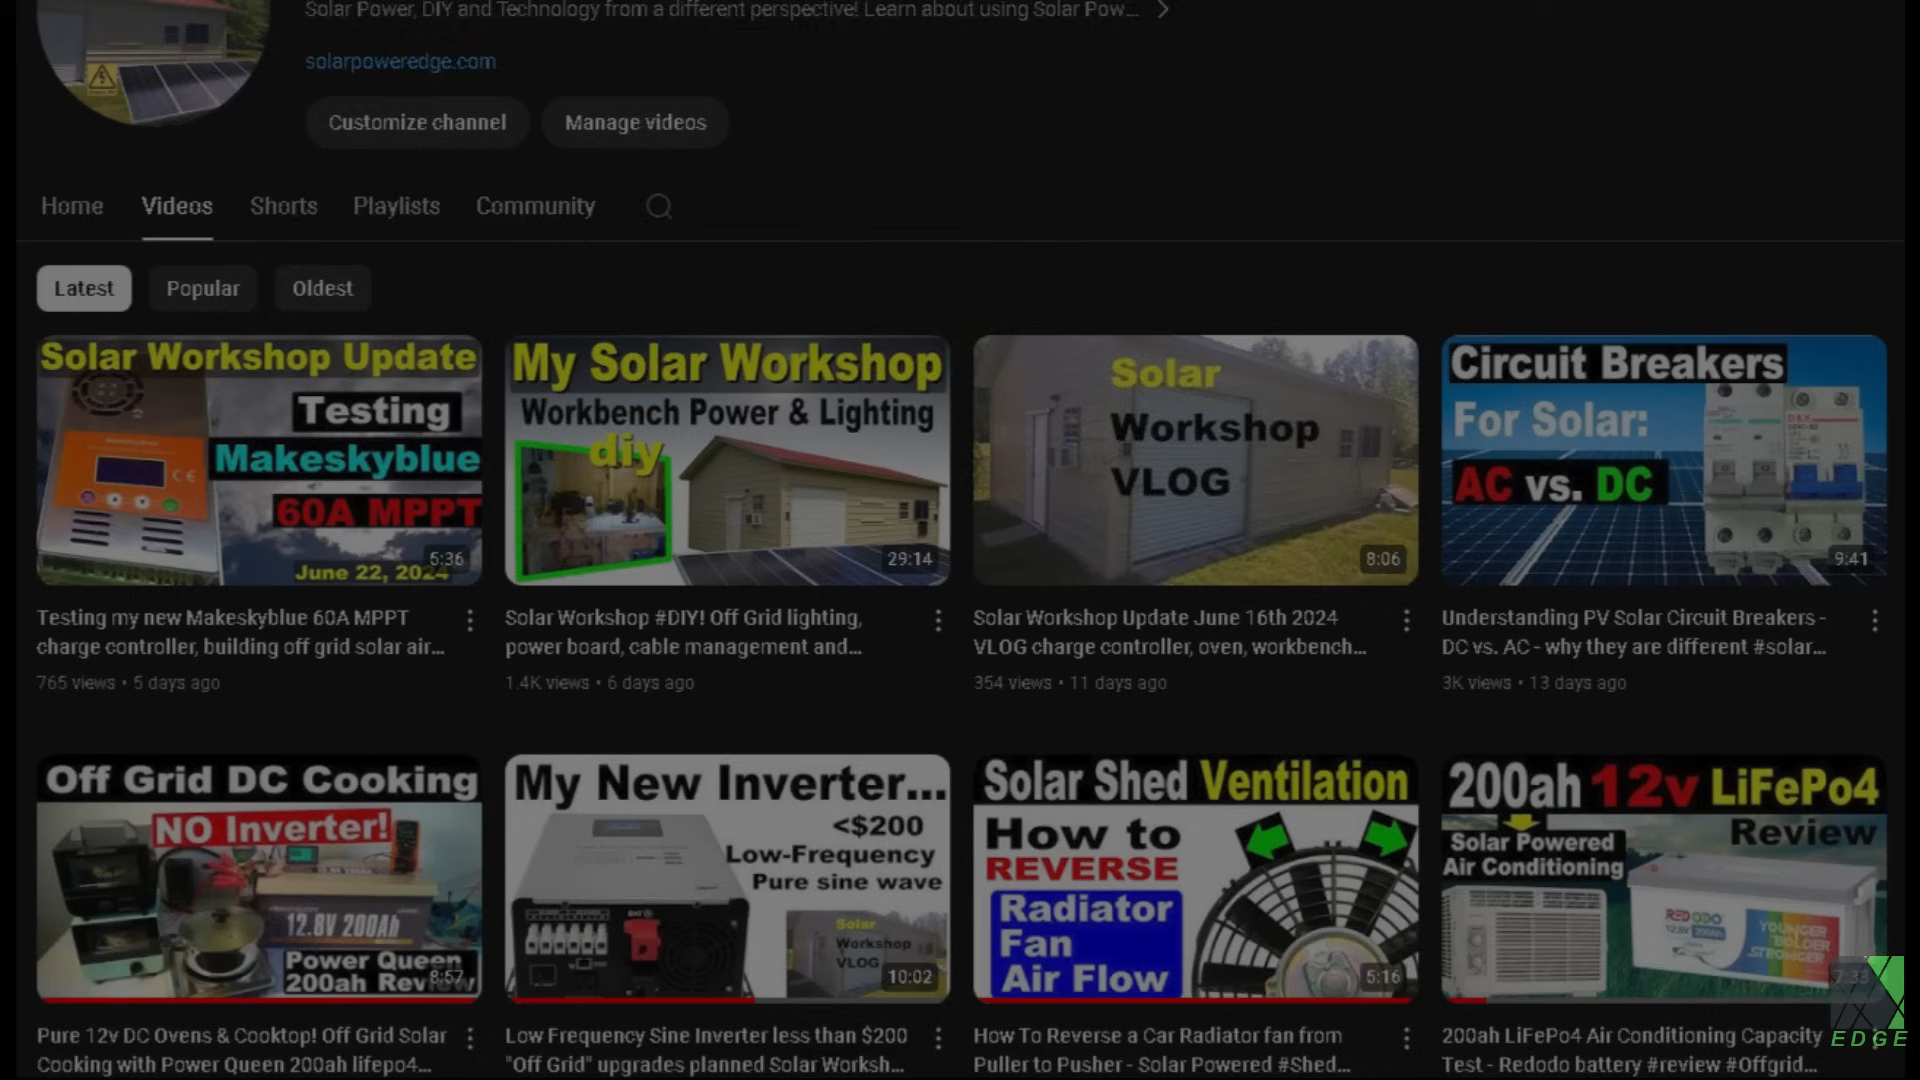 Solar Power, DIY and Technology from a different perspective! Learn about using Solar Pow...
solarpoweredge.com
Customize channel
Manage videos
Home
Videos
Shorts
Playlists
Community
Latest
Popular
Oldest
Solar Workshop Update
Testing
Makeskyblue
60A MPPT
June 22, 2024
5:36
My Solar Workshop
Workbench Power & Lighting
diy
29:14
Solar
Workshop
VLOG
8:06
Circuit Breakers
For Solar:
AC vs. DC
9:41
Testing my new Makeskyblue 60A MPPT
charge controller, building off grid solar air...
765 views • 5 days ago
Solar Workshop #DIY! Off Grid lighting,
power board, cable management and...
1.4K views • 6 days ago
Solar Workshop Update June 16th 2024
VLOG charge controller, oven, workbench...
354 views • 11 days ago
Understanding PV Solar Circuit Breakers -
DC vs. AC - why they are different #solar...
3K views • 13 days ago
Off Grid DC Cooking
NO Inverter!
12.8V 200Ah
Power Queen
200ah Review
8:57
My New Inverter...
<$200
Low-Frequency
Pure sine wave
Solar
Workshop
VLOG
10:02
Solar Shed Ventilation
How to
REVERSE
Radiator
Fan
Air Flow
5:16
200ah 12v LiFePo4
Review
Solar Powered
Air Conditioning
REDODO
12.8V 200Ah
YOUNGER
BOLDER
STRONGER
7:33
EDGE
Pure 12v DC Ovens & Cooktop! Off Grid Solar
Cooking with Power Queen 200ah lifepo4...
Low Frequency Sine Inverter less than $200
"Off Grid" upgrades planned Solar Worksh...
How To Reverse a Car Radiator fan from
Puller to Pusher - Solar Powered #Shed...
200ah LiFePo4 Air Conditioning Capacity
Test - Redodo battery #review #Offgrid...